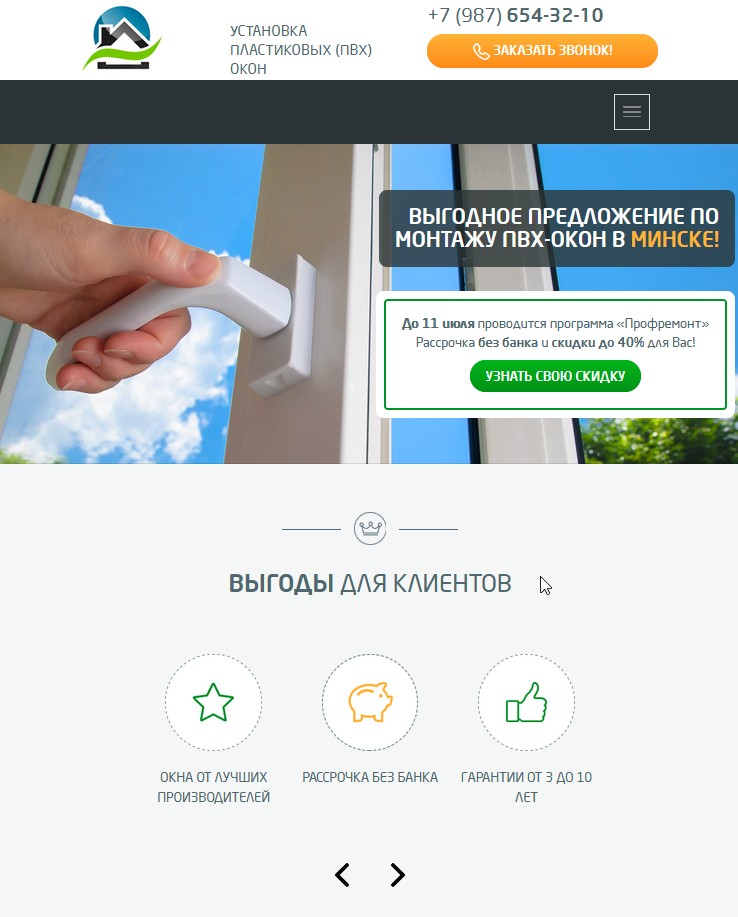 УСТАНОВКА
ПЛАСТИКОВЫХ (ПВХ)
ОКОН
+7 (987) 654-32-10
ЗАКАЗАТЬ ЗВОНОК!
ВЫГОДНОЕ ПРЕДЛОЖЕНИЕ ПО
МОНТАЖУ ПВХ-ОКОН В МИНСКЕ!
До 11 июля проводится программа «Профремонт»
Рассрочка без банка и скидки до 40% для Вас!
УЗНАТЬ СВОЮ СКИДКУ
ВЫГОДЫ ДЛЯ КЛИЕНТОВ
ОКНА ОТ ЛУЧШИХ
ПРОИЗВОДИТЕЛЕЙ
РАССРОЧКА БЕЗ БАНКА
ГАРАНТИИ ОТ 3 ДО 10
ЛЕТ